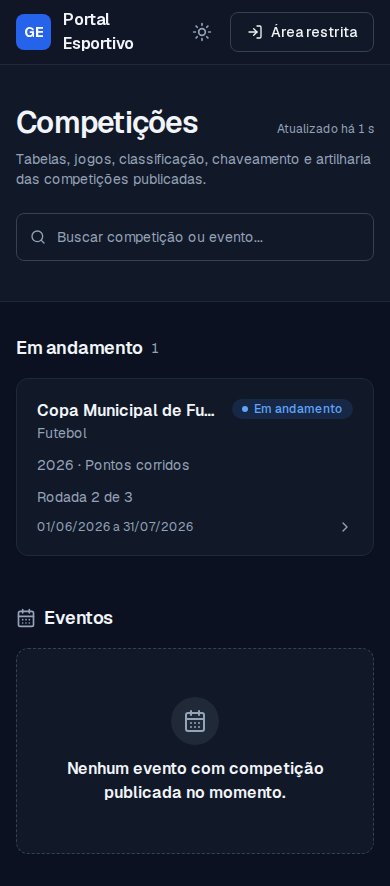 GE
Portal
Esportivo
Área restrita
Competições
Atualizado há 1 s
Tabelas, jogos, classificação, chaveamento e artilharia
das competições publicadas.
Buscar competição ou evento...
Em andamento 1
Copa Municipal de Fu...
Em andamento
Futebol
2026 · Pontos corridos
Rodada 2 de 3
01/06/2026 a 31/07/2026
Eventos
Nenhum evento com competição
publicada no momento.